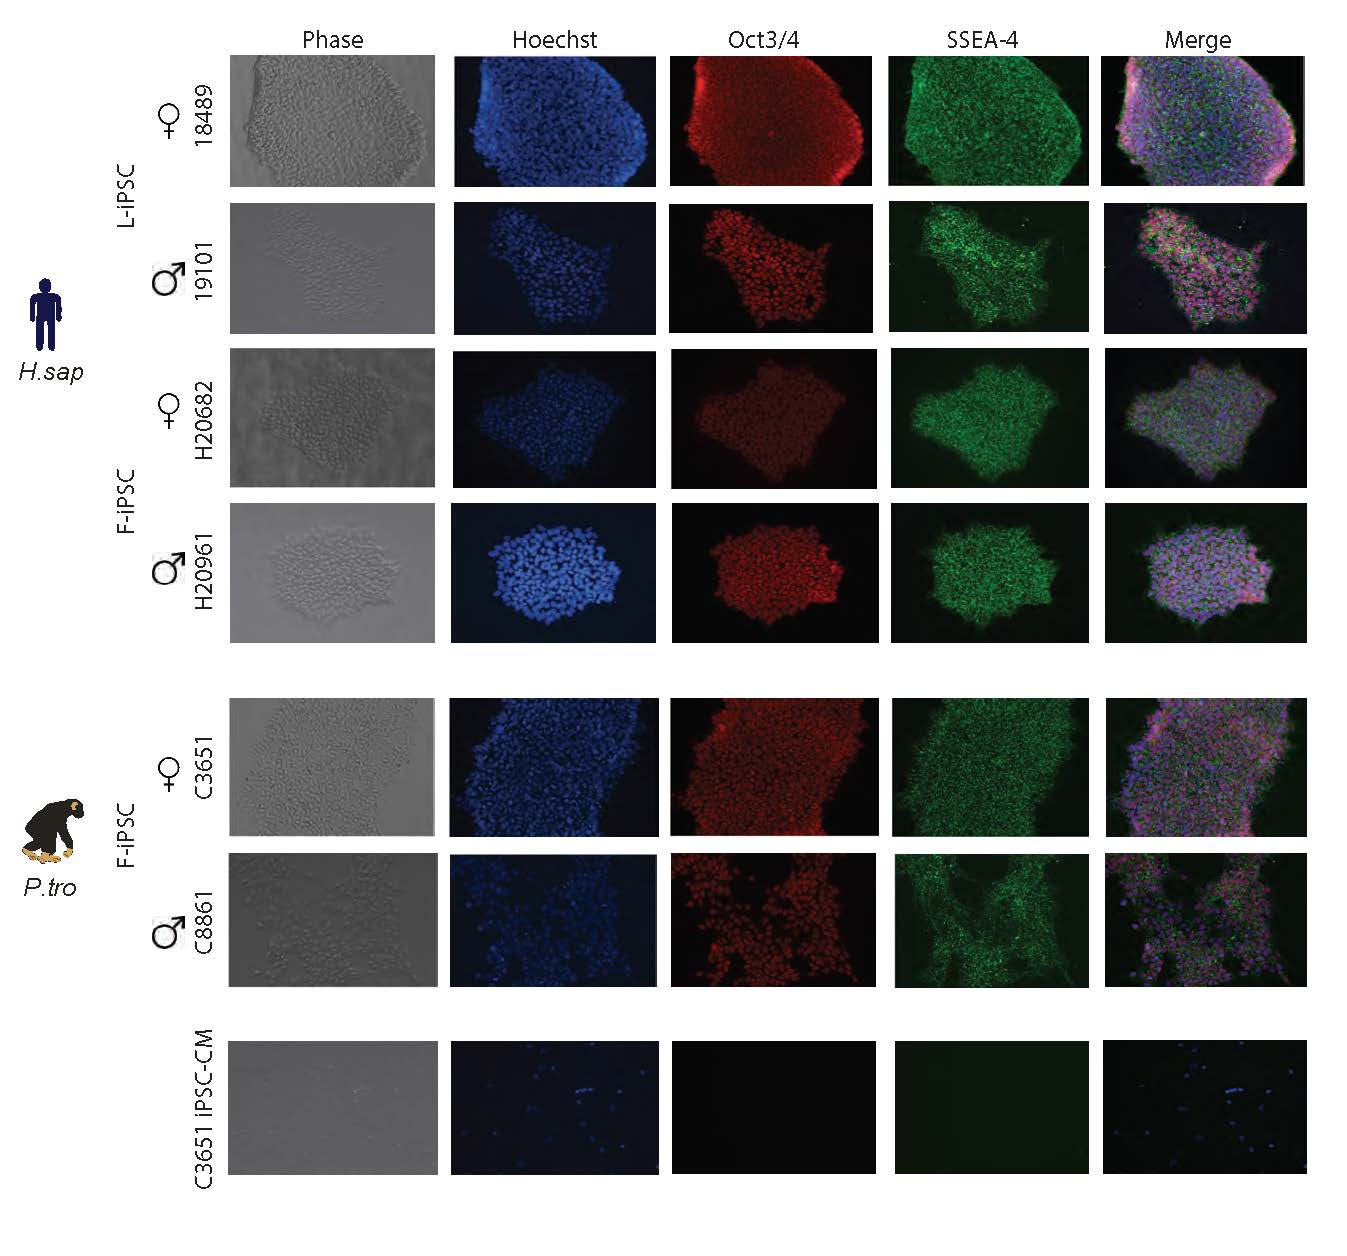 Phase Hoechst Oct3/4 SSEA-4 Merge
L-iPSC
♀ 18489
♂ 19101
H.sap
F-iPSC
♀ H20682
♂ H20961
P.tro
F-iPSC
♀ C3651
♂ C8861
C3651 iPSC-CM